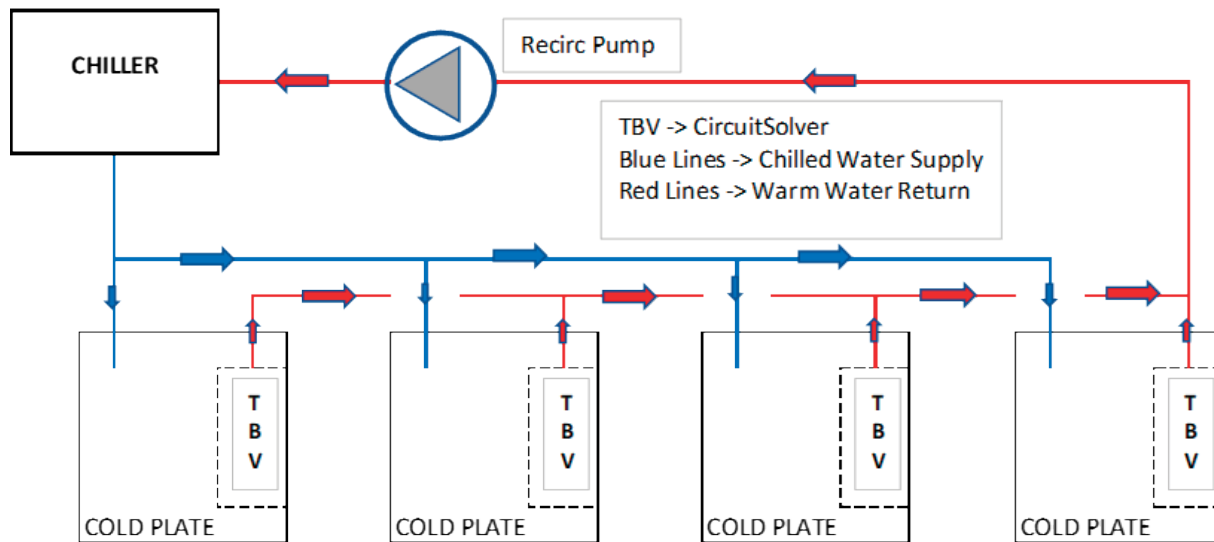 CHILLER
Recirc Pump
TBV -> CircuitSolver
Blue Lines -> Chilled Water Supply
Red Lines -> Warm Water Return
T
B
V
COLD PLATE
T
B
V
COLD PLATE
T
B
V
COLD PLATE
T
B
V
COLD PLATE